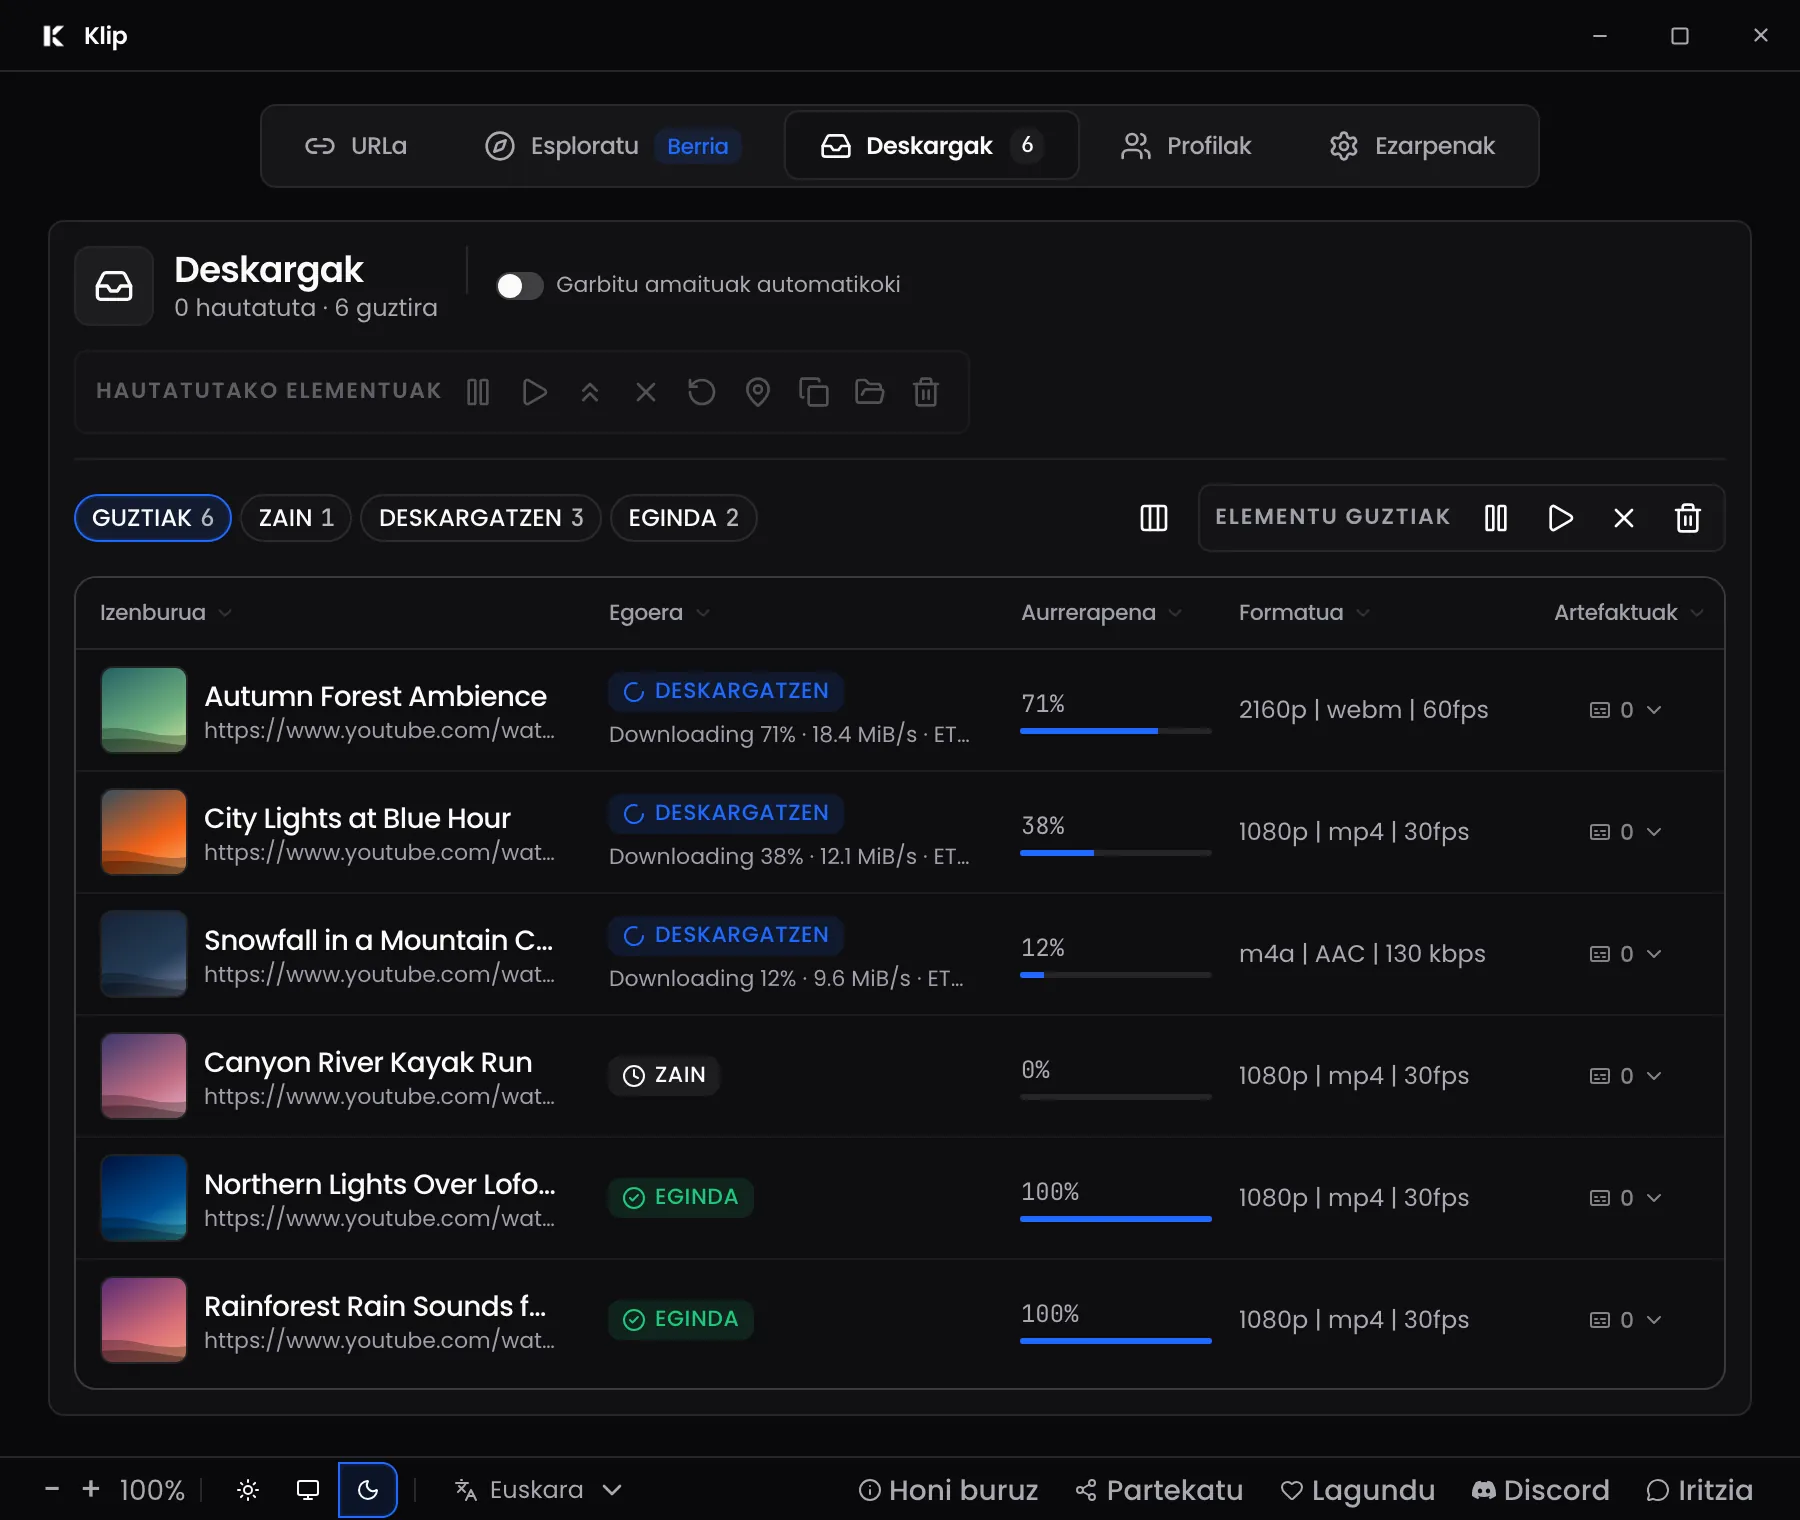 Klip
URLa
Esploratu Berria
Deskargak 6
Profilak
Ezarpenak
Deskargak
0 hautatuta · 6 guztira
Garbitu amaituak automatikoki
HAUTATUTAKO ELEMENTUAK
GUZTIAK 6
ZAIN 1
DESKARGATZEN 3
EGINDA 2
ELEMENTU GUZTIAK
Izenburua Egoera Aurrerapena Formatua Artefaktuak
Autumn Forest Ambience
https://www.youtube.com/wat...
DESKARGATZEN
Downloading 71% · 18.4 MiB/s · ET...
71%
2160p | webm | 60fps
0
City Lights at Blue Hour
https://www.youtube.com/wat...
DESKARGATZEN
Downloading 38% · 12.1 MiB/s · ET...
38%
1080p | mp4 | 30fps
0
Snowfall in a Mountain C...
https://www.youtube.com/wat...
DESKARGATZEN
Downloading 12% · 9.6 MiB/s · ET...
12%
m4a | AAC | 130 kbps
0
Canyon River Kayak Run
https://www.youtube.com/wat...
ZAIN
0%
1080p | mp4 | 30fps
0
Northern Lights Over Lofo...
https://www.youtube.com/wat...
EGINDA
100%
1080p | mp4 | 30fps
0
Rainforest Rain Sounds f...
https://www.youtube.com/wat...
EGINDA
100%
1080p | mp4 | 30fps
0
− + 100%
Euskara
Honi buruz
Partekatu
Lagundu
Discord
Iritzia